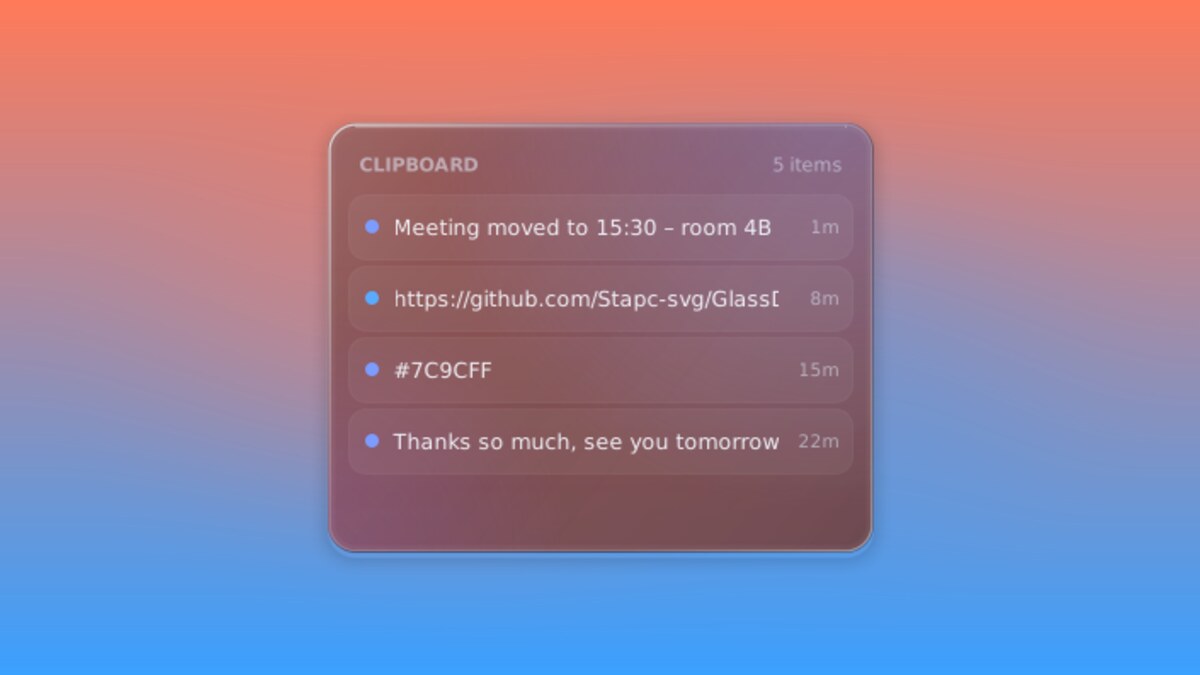 CLIPBOARD 5 items
Meeting moved to 15:30 – room 4B 1m
https://github.com/Stapc-svg/Glass 8m
#7C9CFF 15m
Thanks so much, see you tomorrow 22m